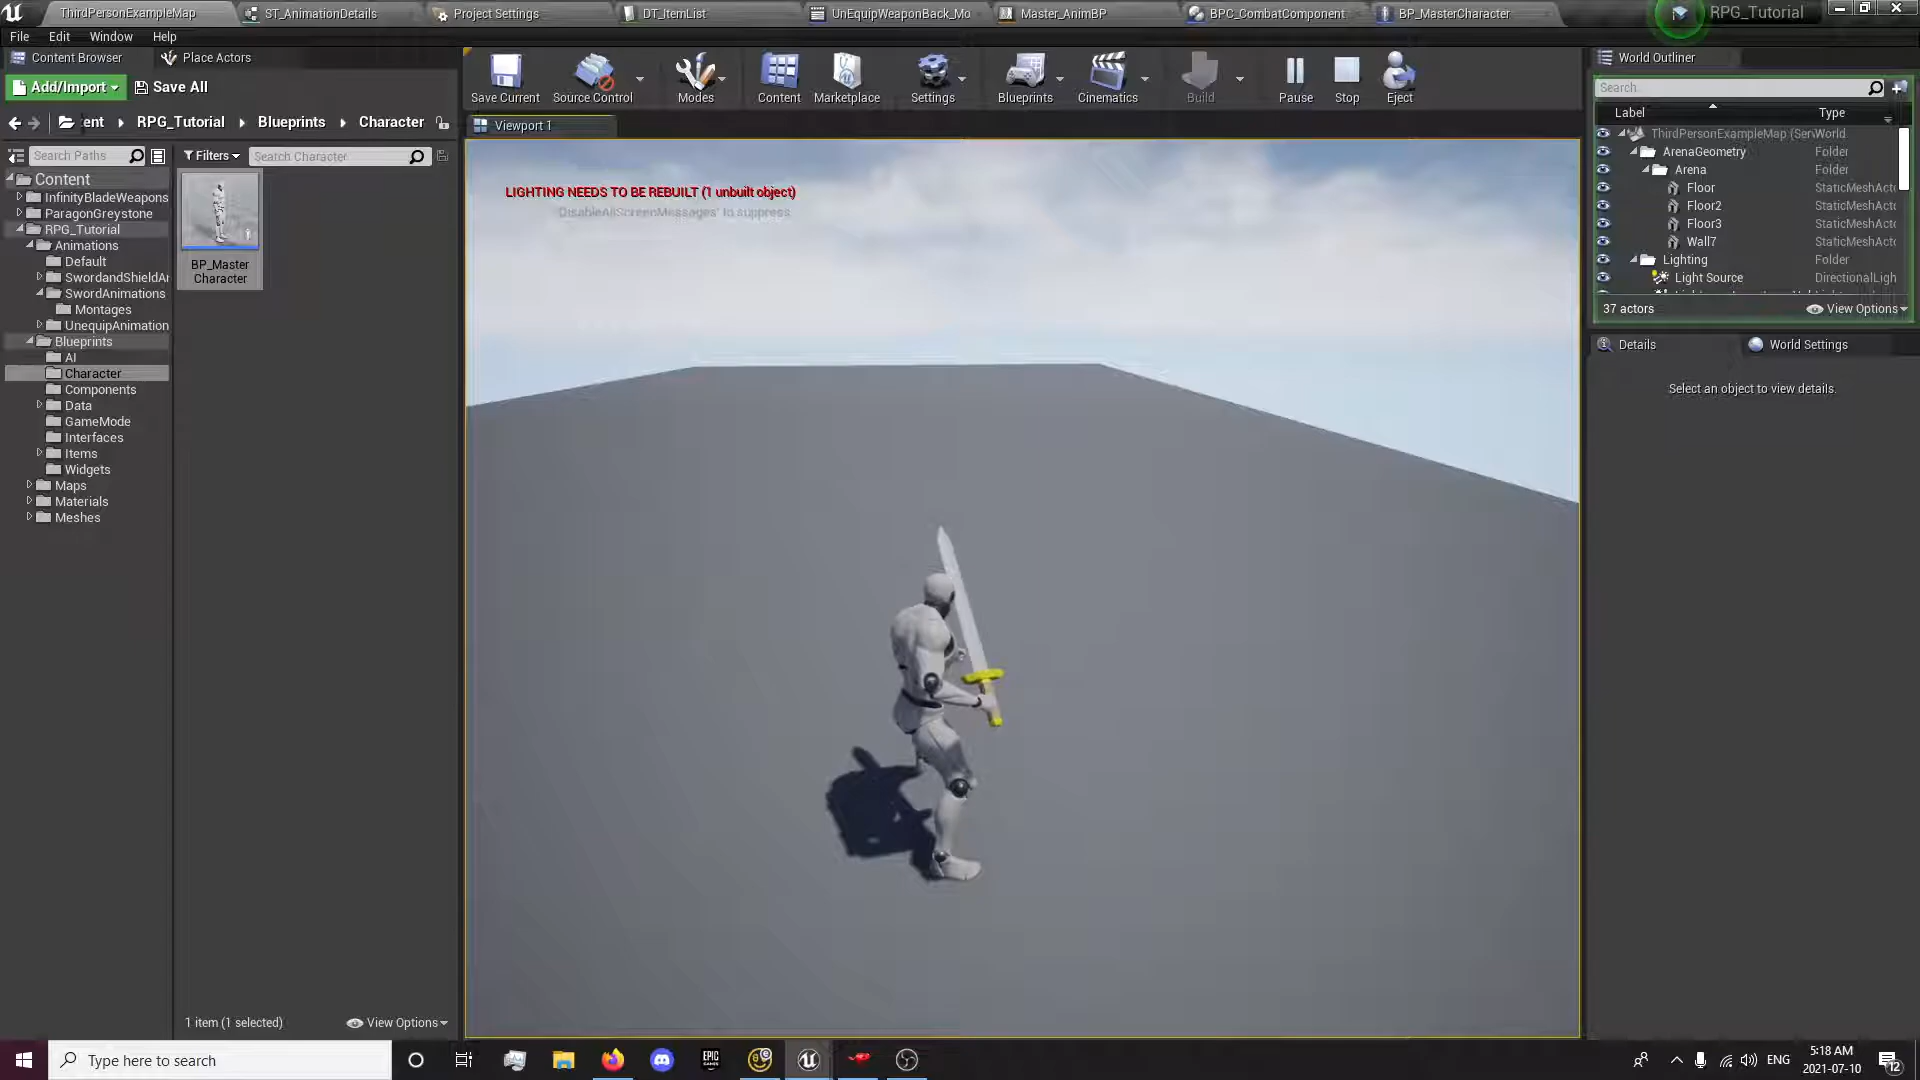 ThirdPersonExampleMap
ST_AnimationDetails
Project Settings
DT_ItemList
UnEquipWeaponBack_Mo
Master_AnimBP
BPC_CombatComponent
BP_MasterCharacter
RPG_Tutorial
File
Edit
Window
Help
Content Browser
Place Actors
Add/Import
Save All
ent
RPG_Tutorial
Blueprints
Character
Search Paths
Filters
Search Character
Content
InfinityBladeWeapons
ParagonGreystone
RPG_Tutorial
Animations
Default
SwordandShieldAr
SwordAnimations
Montages
UnequipAnimation
Blueprints
AI
Character
Components
Data
GameMode
Interfaces
Items
Widgets
Maps
Materials
Meshes
BP_Master
Character
1 item (1 selected)
View Options
Save Current
Source Control
Modes
Content
Marketplace
Settings
Blueprints
Cinematics
Build
Pause
Stop
Eject
Viewport 1
LIGHTING NEEDS TO BE REBUILT (1 unbuilt object)
'DisableAllScreenMessages' to suppress
World Outliner
Search.
Label
Type
ThirdPersonExampleMap (Ser World
ArenaGeometry
Folder
Arena
Folder
Floor
StaticMeshActo
Floor2
StaticMeshActo
Floor3
StaticMeshActo
Wall7
StaticMeshActo
Lighting
Folder
Light Source
DirectionalLigh
37 actors
View Options
Details
World Settings
Select an object to view details.
Type here to search
EPIC
GAMES
ENG
5:18 AM
2021-07-10
12